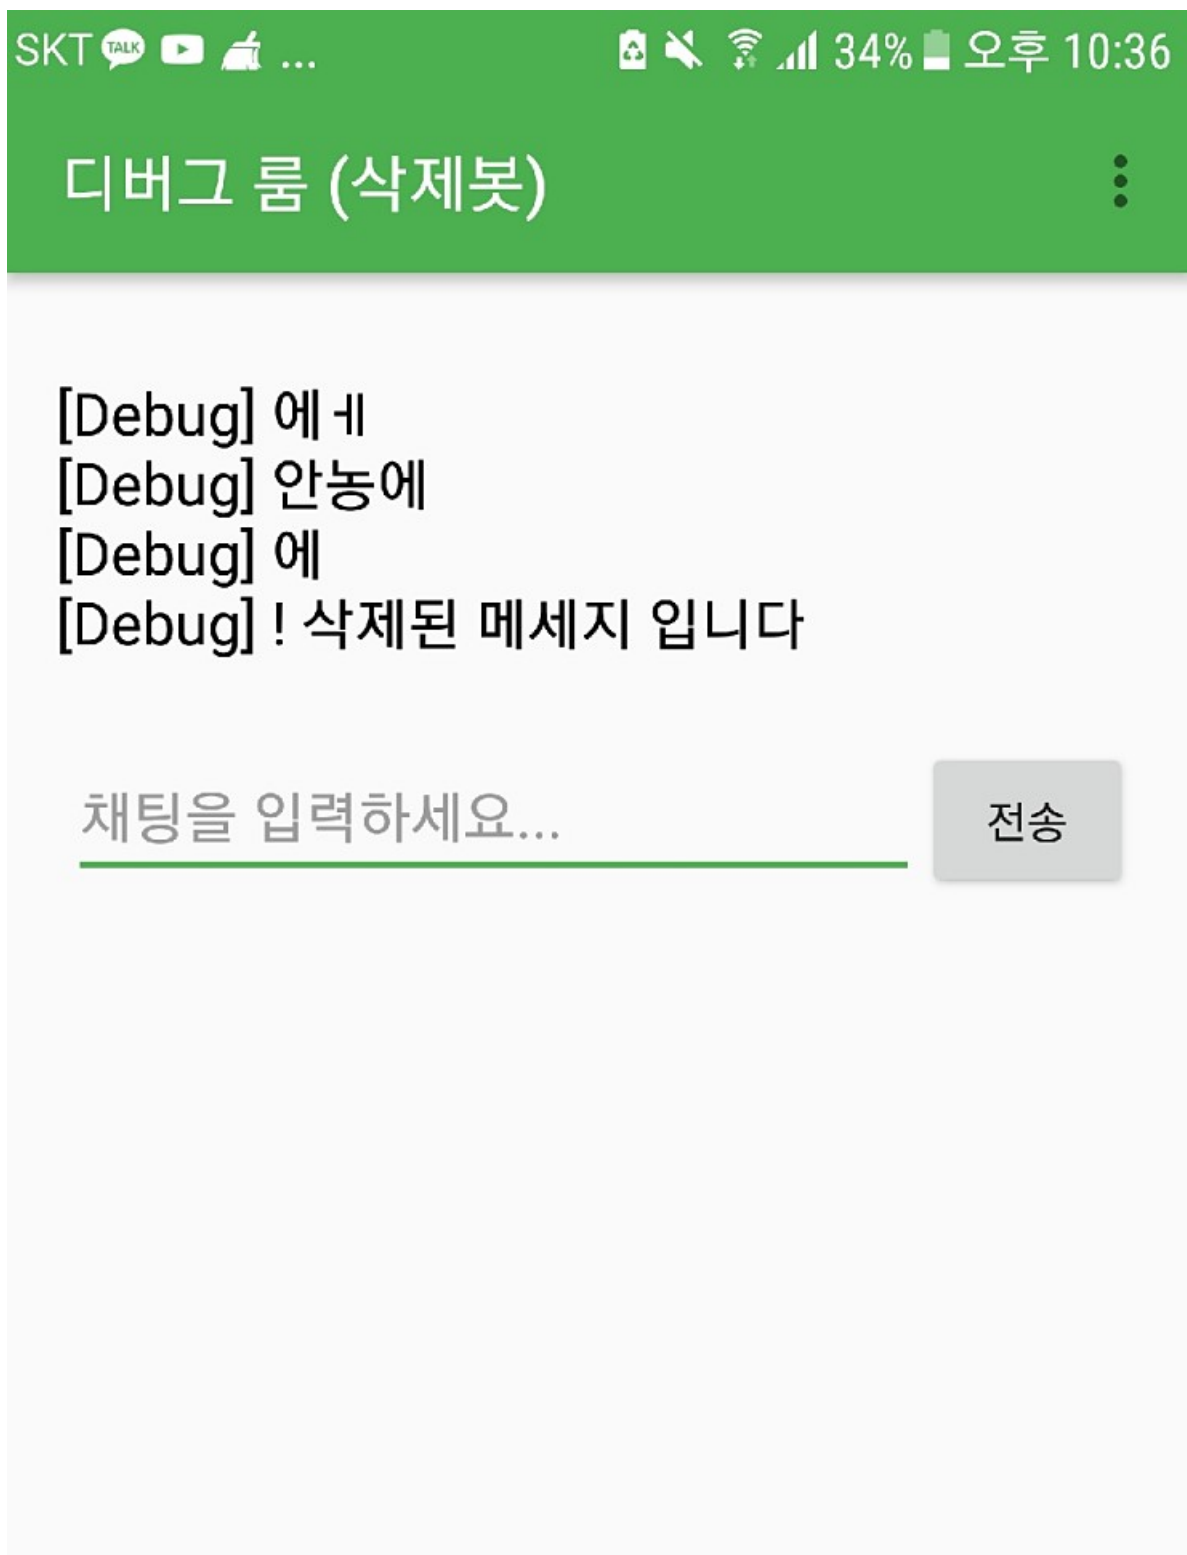 SKT TALK ... 34% 오후 10:36
디버그 룸 (삭제봇)
[Debug] 에ㅔ
[Debug] 안농에
[Debug] 에
[Debug] ! 삭제된 메세지 입니다
채팅을 입력하세요...
전송